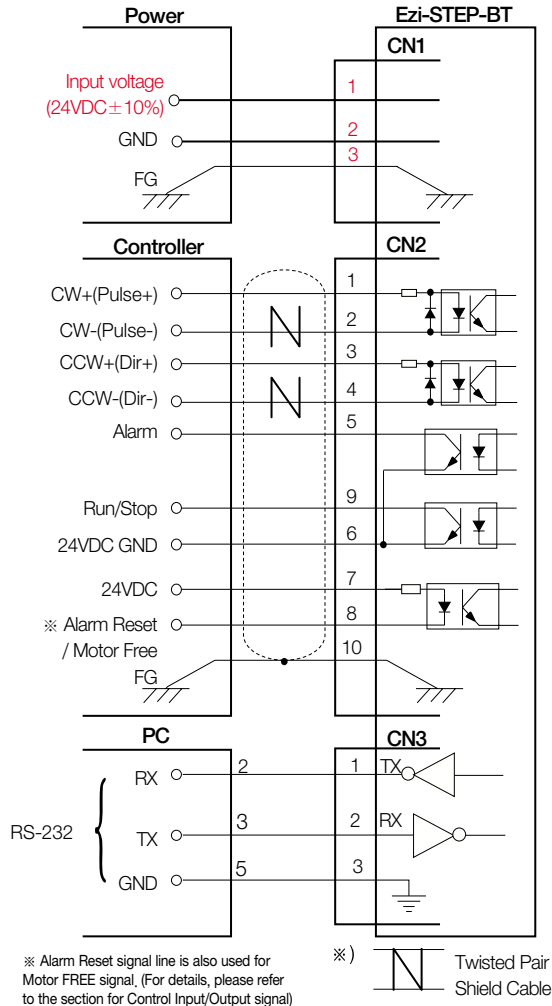 Power
Ezi-STEP-BT
CN1
Input voltage
(24VDC±10%)
1
GND
2
3
FG
Controller
CN2
CW+(Pulse+)
1
CW-(Pulse-)
2
CCW+(Dir+)
3
CCW-(Dir-)
4
Alarm
5
Run/Stop
9
24VDC GND
6
24VDC
7
※ Alarm Reset
8
/ Motor Free
10
FG
PC
CN3
RX
2
1
TX
RS-232
TX
3
2
RX
GND
5
3
※ Alarm Reset signal line is also used for
Motor FREE signal, (For details, please refer
to the section for Control Input/Output signal)
※)
Twisted Pair
Shield Cable